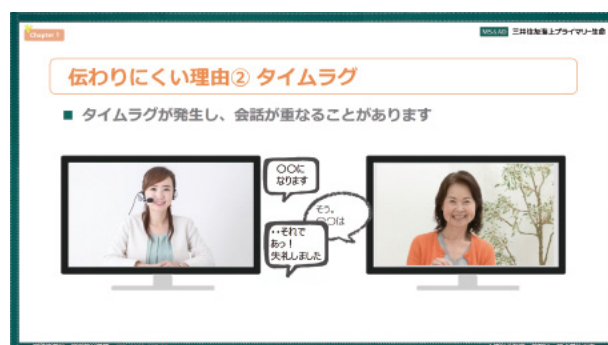 Chapter 1
MS&AD 三井住友海上プライマリー生命
伝わりにくい理由② タイムラグ
■ タイムラグが発生し、会話が重なることがあります
〇〇に
なります
そう。
〇〇は
・・それで
あっ！
失礼しました